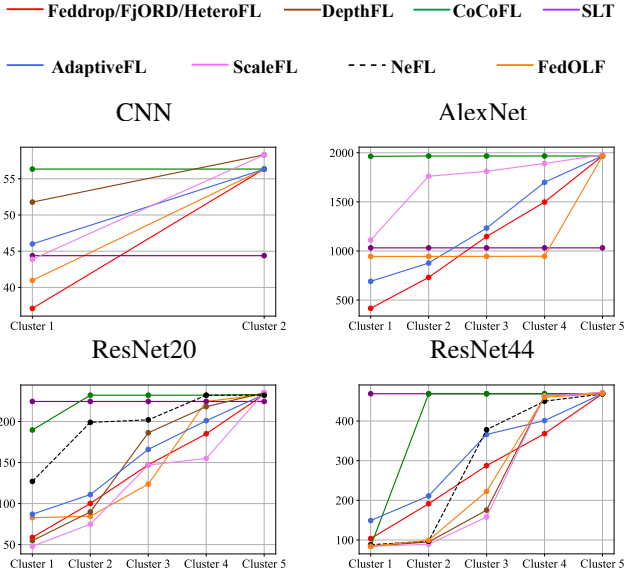 Feddrop/FjORD/HeteroFL DepthFL CoCoFL SLT
AdaptiveFL ScaleFL NeFL FedOLF
CNN AlexNet
55
50
45
40
Cluster 1 Cluster 2
2000
1500
1000
500
Cluster 1 Cluster 2 Cluster 3 Cluster 4 Cluster 5
ResNet20 ResNet44
200
150
100
50
Cluster 1 Cluster 2 Cluster 3 Cluster 4 Cluster 5
400
300
200
100
Cluster 1 Cluster 2 Cluster 3 Cluster 4 Cluster 5